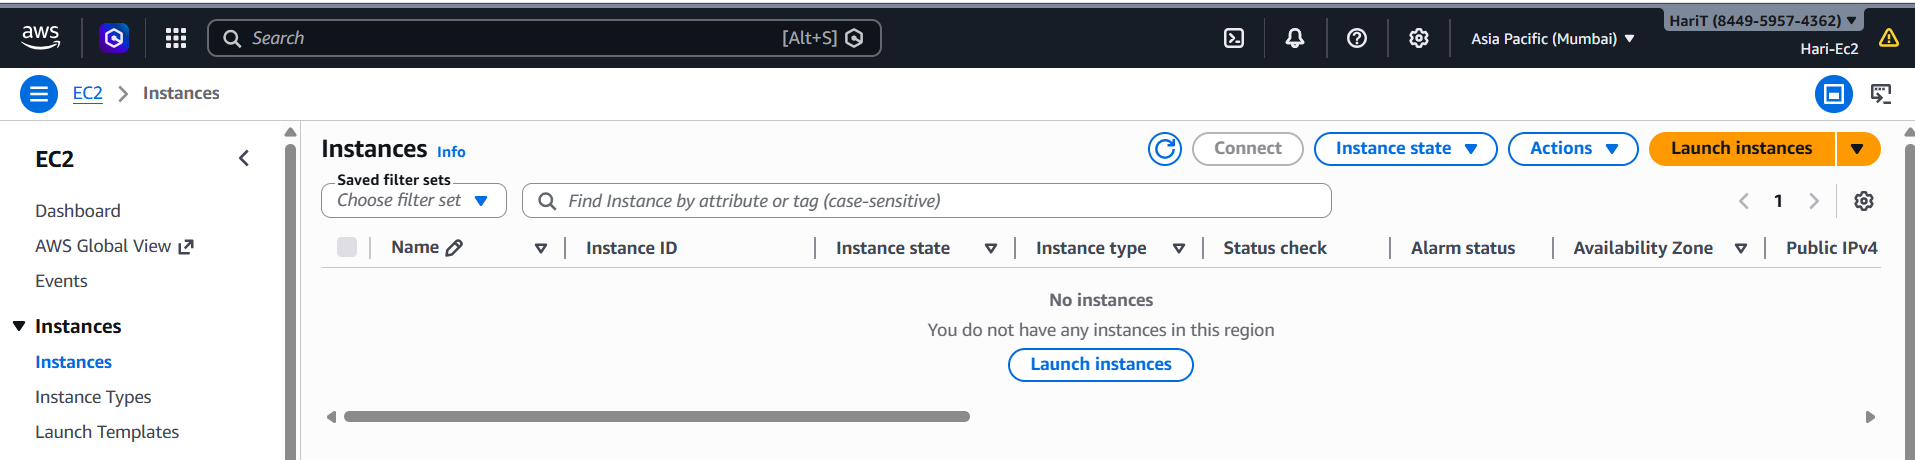 aws
Search [Alt+S]
Asia Pacific (Mumbai)
HariT (8449-5957-4362)
Hari-Ec2
EC2 Instances
EC2
Dashboard
AWS Global View
Events
Instances
Instances
Instance Types
Launch Templates
Instances Info
Connect
Instance state
Actions
Launch instances
Saved filter sets
Choose filter set
Find Instance by attribute or tag (case-sensitive)
1
Name Instance ID Instance state Instance type Status check Alarm status Availability Zone Public IPv4
No instances
You do not have any instances in this region
Launch instances